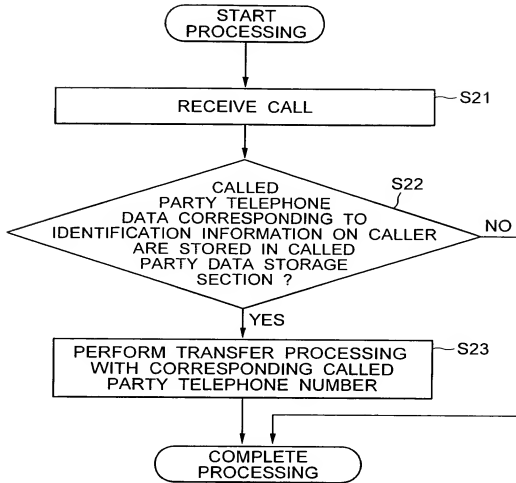 START
PROCESSING
RECEIVE CALL
S21
CALLED
PARTY TELEPHONE
DATA CORRESPONDING TO
IDENTIFICATION INFORMATION ON CALLER
ARE STORED IN CALLED
PARTY DATA STORAGE
SECTION ?
S22
NO
YES
PERFORM TRANSFER PROCESSING
WITH CORRESPONDING CALLED
PARTY TELEPHONE NUMBER
S23
COMPLETE
PROCESSING